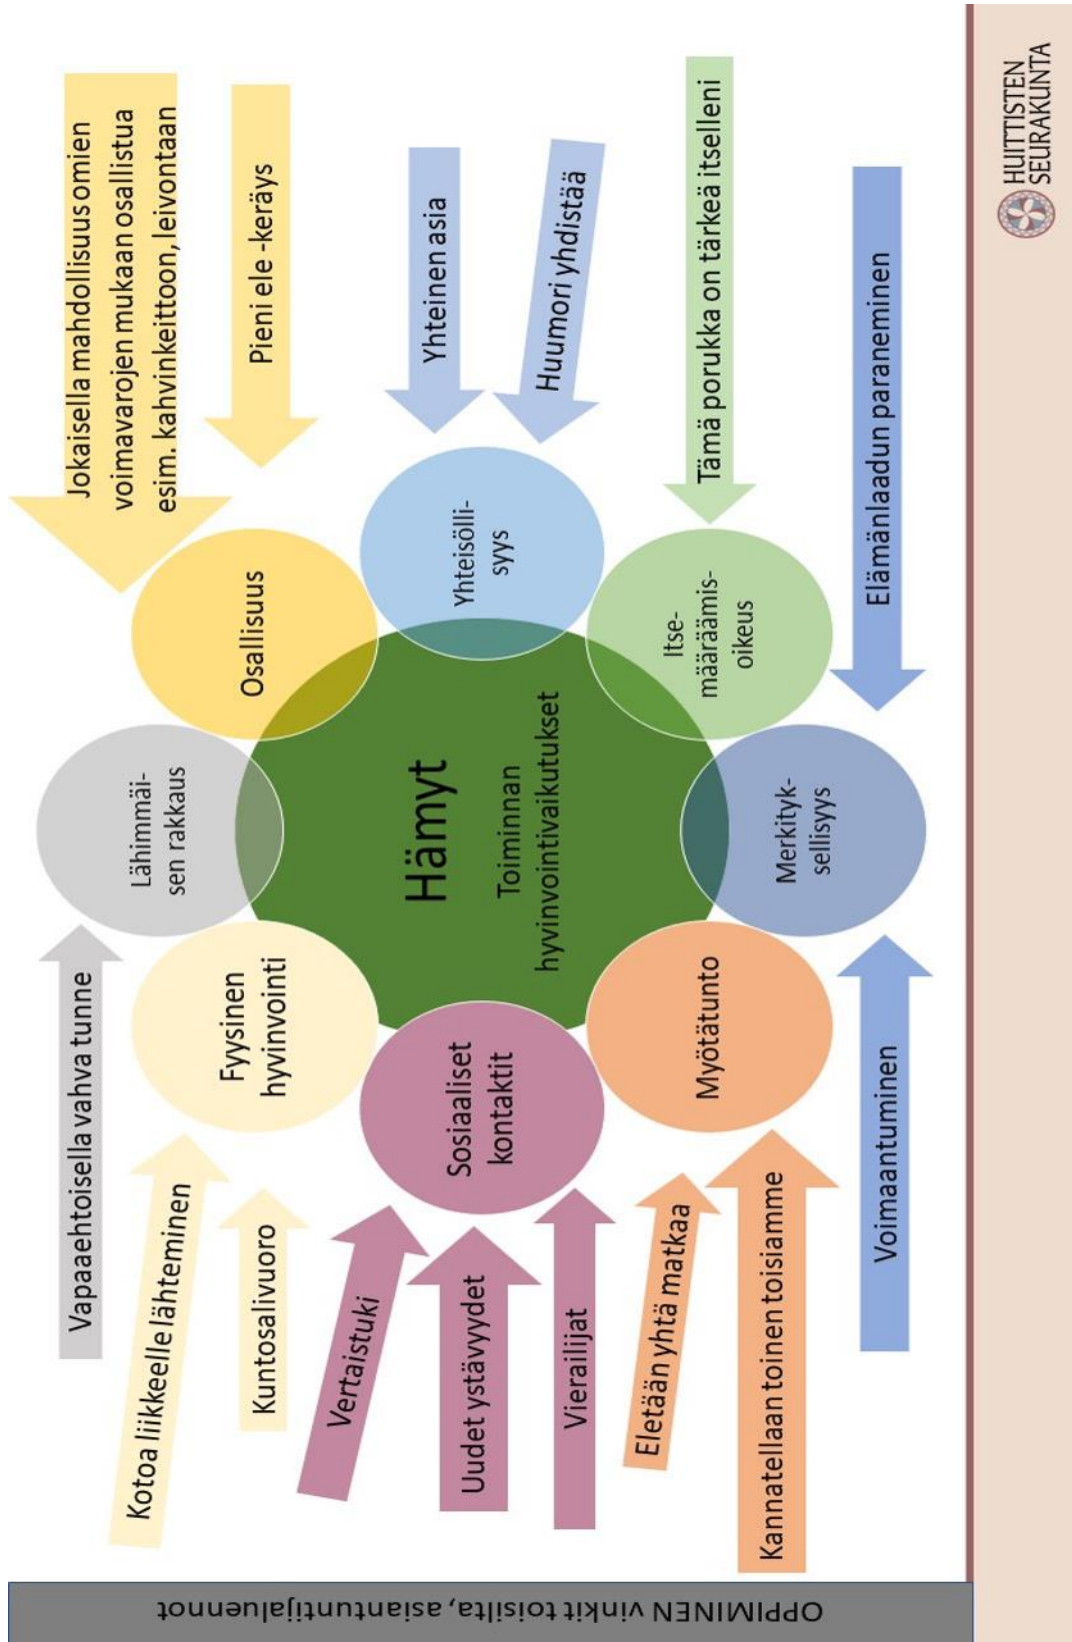 Hämyt
Toiminnan
hyvinvointivaikutukset
Lähimmäi-
sen rakkaus
Osallisuus
Yhteisölli-
syys
Itse-
määräämis-
oikeus
Merkityk-
sellisyys
Myötätunto
Sosiaaliset
kontaktit
Fyysinen
hyvinvointi
Vapaaehtoisella vahva tunne
Jokaisella mahdollisuus omien
voimavarojen mukaan osallistua
esim. kahvinkeittoon, leivontaan
Pieni ele -keräys
Yhteinen asia
Huumori yhdistää
Tämä porukka on tärkeä itselleni
Elämänlaadun paraneminen
Voimaantuminen
Kannatellaan toinen toisiamme
Eletään yhtä matkaa
Vierailijat
Uudet ystävyydet
Vertaistuki
Kuntosalivuoro
Kotoa liikkeelle lähteminen
OPPIMINEN vinkit toisilta, asiantuntijaluennot
HUITTISTEN
SEURAKUNTA